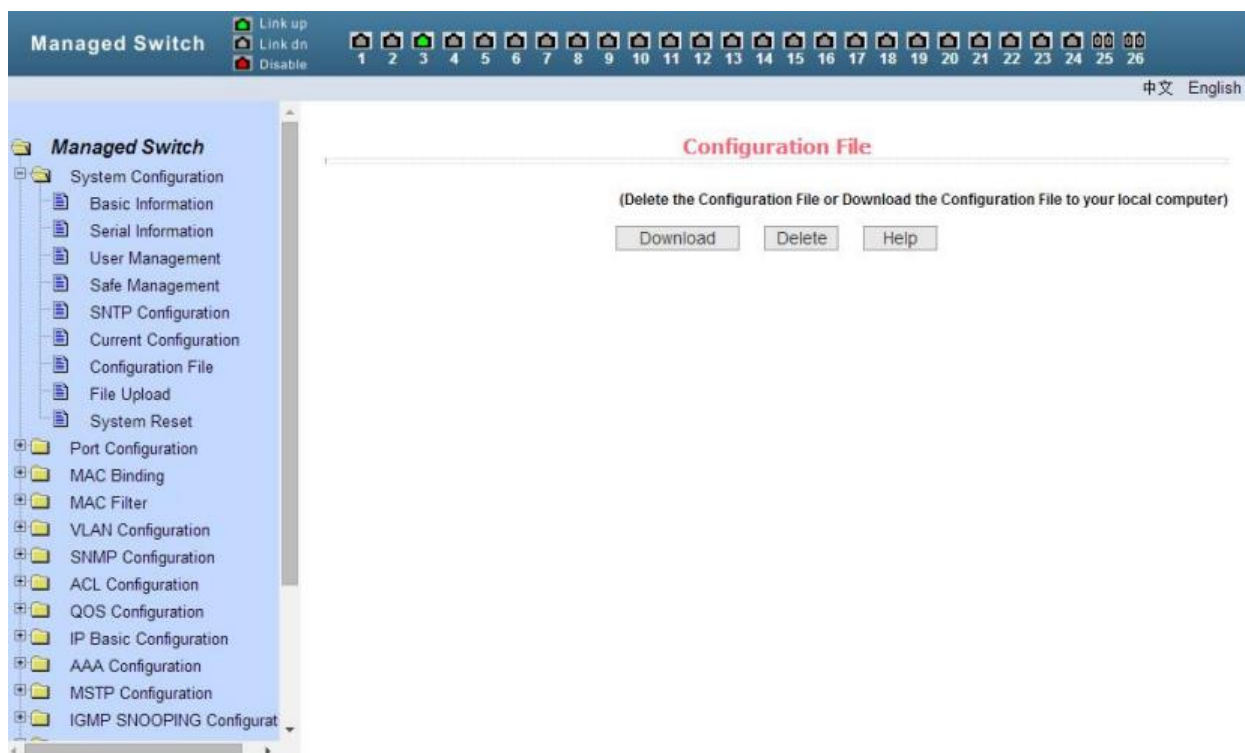 Managed Switch
Link up
Link dn
Disable
1 2 3 4 5 6 7 8 9 10 11 12 13 14 15 16 17 18 19 20 21 22 23 24 25 26
中文 English
Managed Switch
System Configuration
Basic Information
Serial Information
User Management
Safe Management
SNTP Configuration
Current Configuration
Configuration File
File Upload
System Reset
Port Configuration
MAC Binding
MAC Filter
VLAN Configuration
SNMP Configuration
ACL Configuration
QOS Configuration
IP Basic Configuration
AAA Configuration
MSTP Configuration
IGMP SNOOPING Configurat
Configuration File
(Delete the Configuration File or Download the Configuration File to your local computer)
Download Delete Help